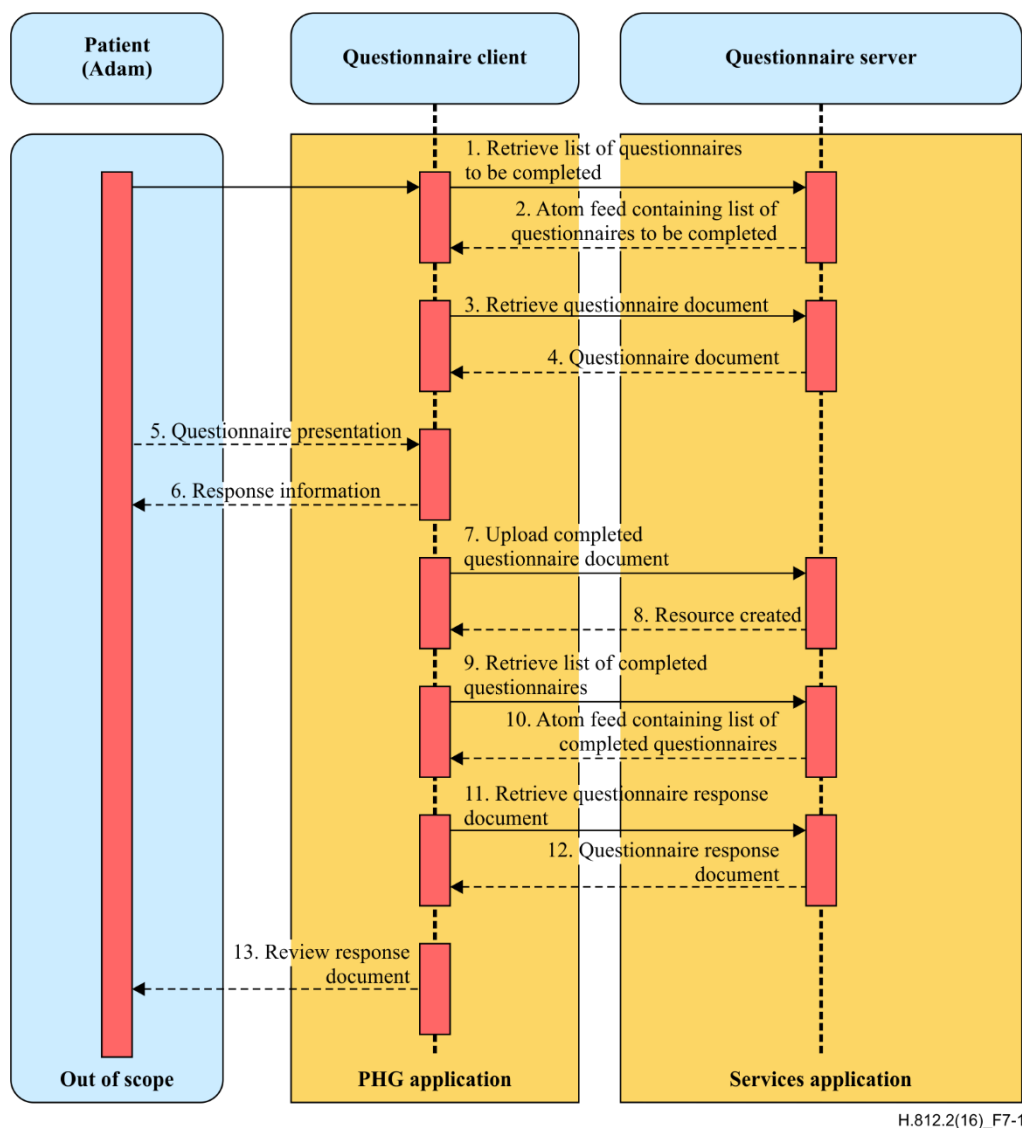 Patient
(Adam)
Questionnaire client
Questionnaire server
1. Retrieve list of questionnaires
to be completed
2. Atom feed containing list of
questionnaires to be completed
3. Retrieve questionnaire document
4. Questionnaire document
5. Questionnaire presentation
6. Response information
7. Upload completed
questionnaire document
8. Resource created
9. Retrieve list of completed
questionnaires
10. Atom feed containing list of
completed questionnaires
11. Retrieve questionnaire response
document
12. Questionnaire response
document
13. Review response
document
Out of scope
PHG application
Services application
H.812.2(16)_F7-1